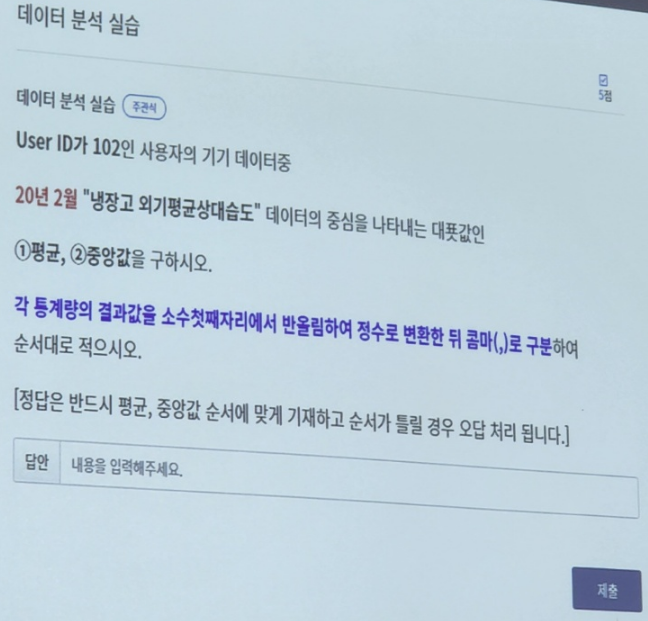 데이터 분석 실습
5점
데이터 분석 실습 주관식
User ID가 102인 사용자의 기기 데이터중
20년 2월 "냉장고 외기평균상대습도" 데이터의 중심을 나타내는 대푯값인
①평균, ②중앙값을 구하시오.
각 통계량의 결과값을 소수첫째자리에서 반올림하여 정수로 변환한 뒤 콤마(,)로 구분하여
순서대로 적으시오.
[정답은 반드시 평균, 중앙값 순서에 맞게 기재하고 순서가 틀릴 경우 오답 처리 됩니다.]
답안 내용을 입력해주세요.
제출